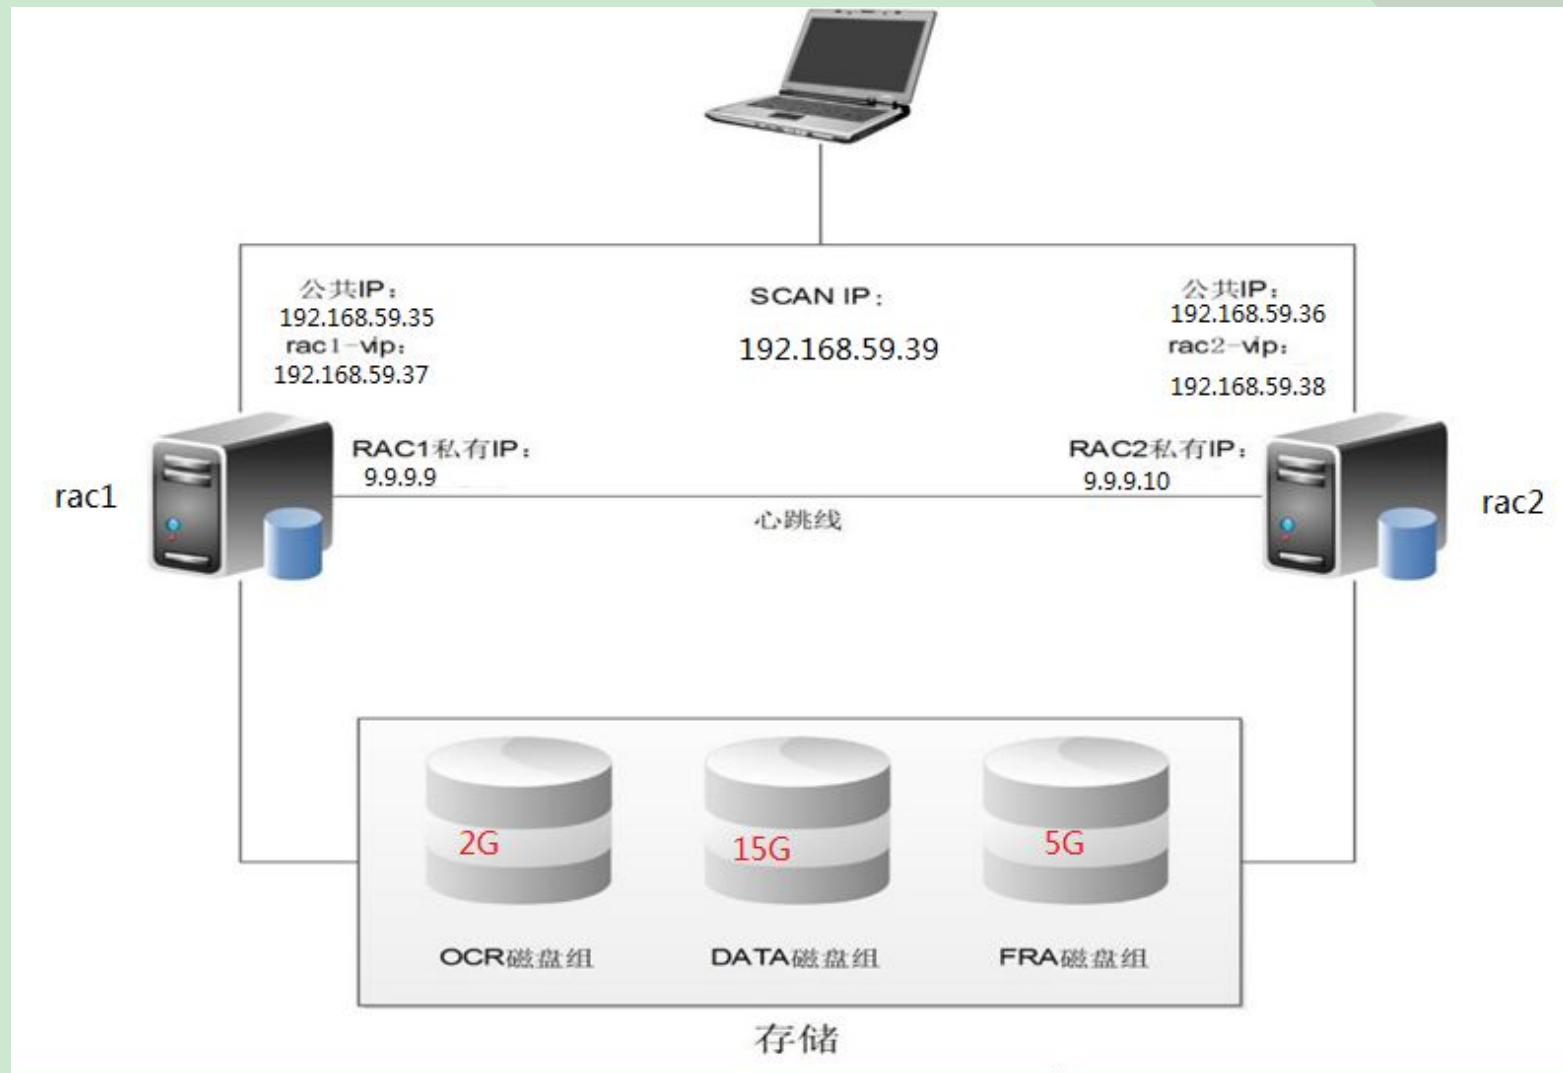 公共IP：
192.168.59.35
rac1-vip：
192.168.59.37
SCAN IP：
192.168.59.39
公共IP：
192.168.59.36
rac2-vip：
192.168.59.38
RAC1私有IP：
9.9.9.9
RAC2私有IP：
9.9.9.10
rac1
心跳线
rac2
2G
15G
5G
OCR磁盘组
DATA磁盘组
FRA磁盘组
存储